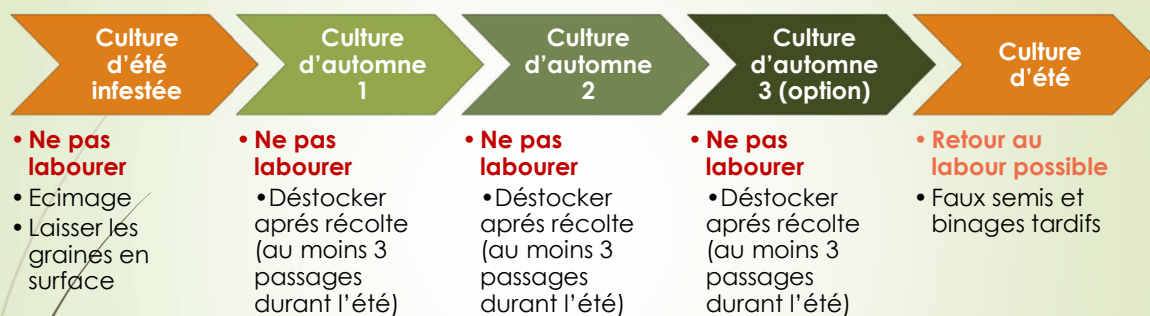 Culture
d'été
infestée
Culture
d'automne
1
Culture
d'automne
2
Culture
d'automne
3 (option)
Culture
d'été
• Ne pas
labourer
• Ecimage
• Laisser les
graines en
surface
• Ne pas
labourer
•Déstocker
aprés récolte
(au moins 3
passages
durant l'été)
• Ne pas
labourer
•Déstocker
aprés récolte
(au moins 3
passages
durant l'été)
• Ne pas
labourer
•Déstocker
aprés récolte
(au moins 3
passages
durant l'été)
• Retour au
labour possible
• Faux semis et
binages tardifs